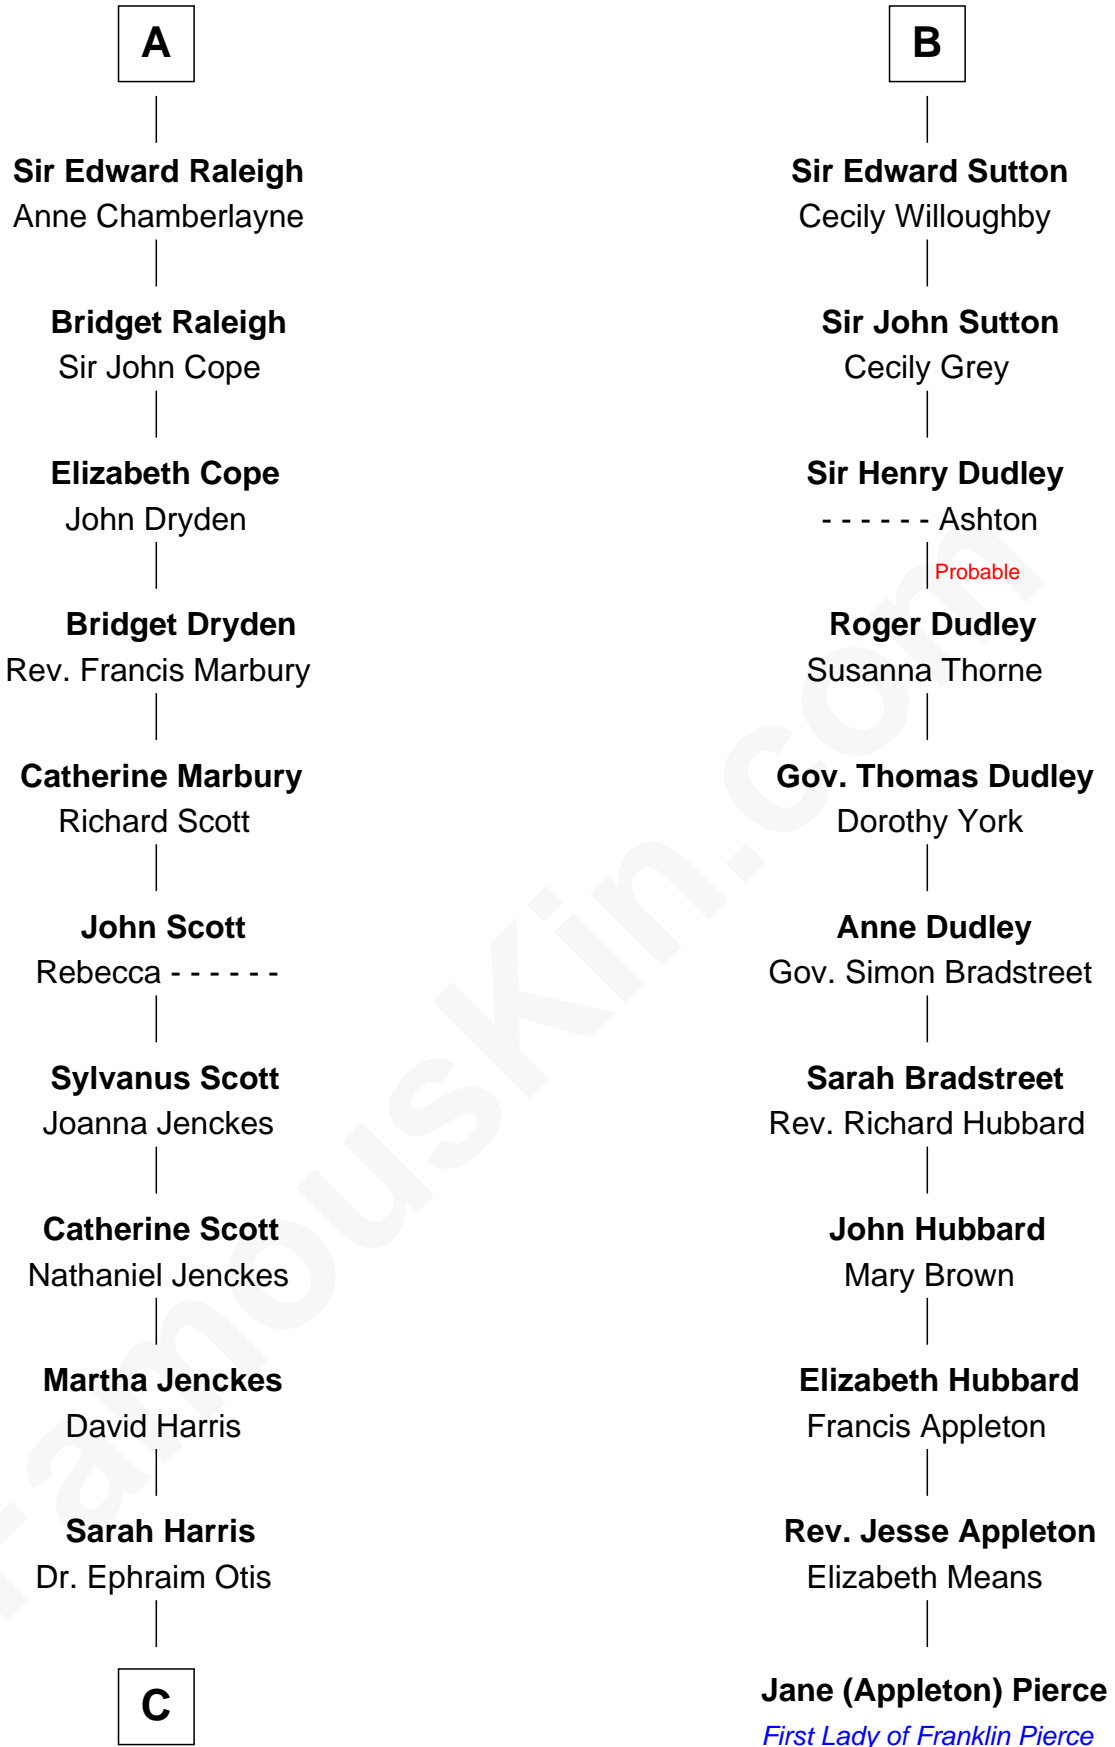 A
Sir Edward Raleigh
Anne Chamberlayne
Bridget Raleigh
Sir John Cope
Elizabeth Cope
John Dryden
Bridget Dryden
Rev. Francis Marbury
Catherine Marbury
Richard Scott
John Scott
Rebecca - - - - - -
Sylvanus Scott
Joanna Jenckes
Catherine Scott
Nathaniel Jenckes
Martha Jenckes
David Harris
Sarah Harris
Dr. Ephraim Otis
C
B
Sir Edward Sutton
Cecily Willoughby
Sir John Sutton
Cecily Grey
Sir Henry Dudley
- - - - - - Ashton
Probable
Roger Dudley
Susanna Thorne
Gov. Thomas Dudley
Dorothy York
Anne Dudley
Gov. Simon Bradstreet
Sarah Bradstreet
Rev. Richard Hubbard
John Hubbard
Mary Brown
Elizabeth Hubbard
Francis Appleton
Rev. Jesse Appleton
Elizabeth Means
Jane (Appleton) Pierce
First Lady of Franklin Pierce
FamousKin.com